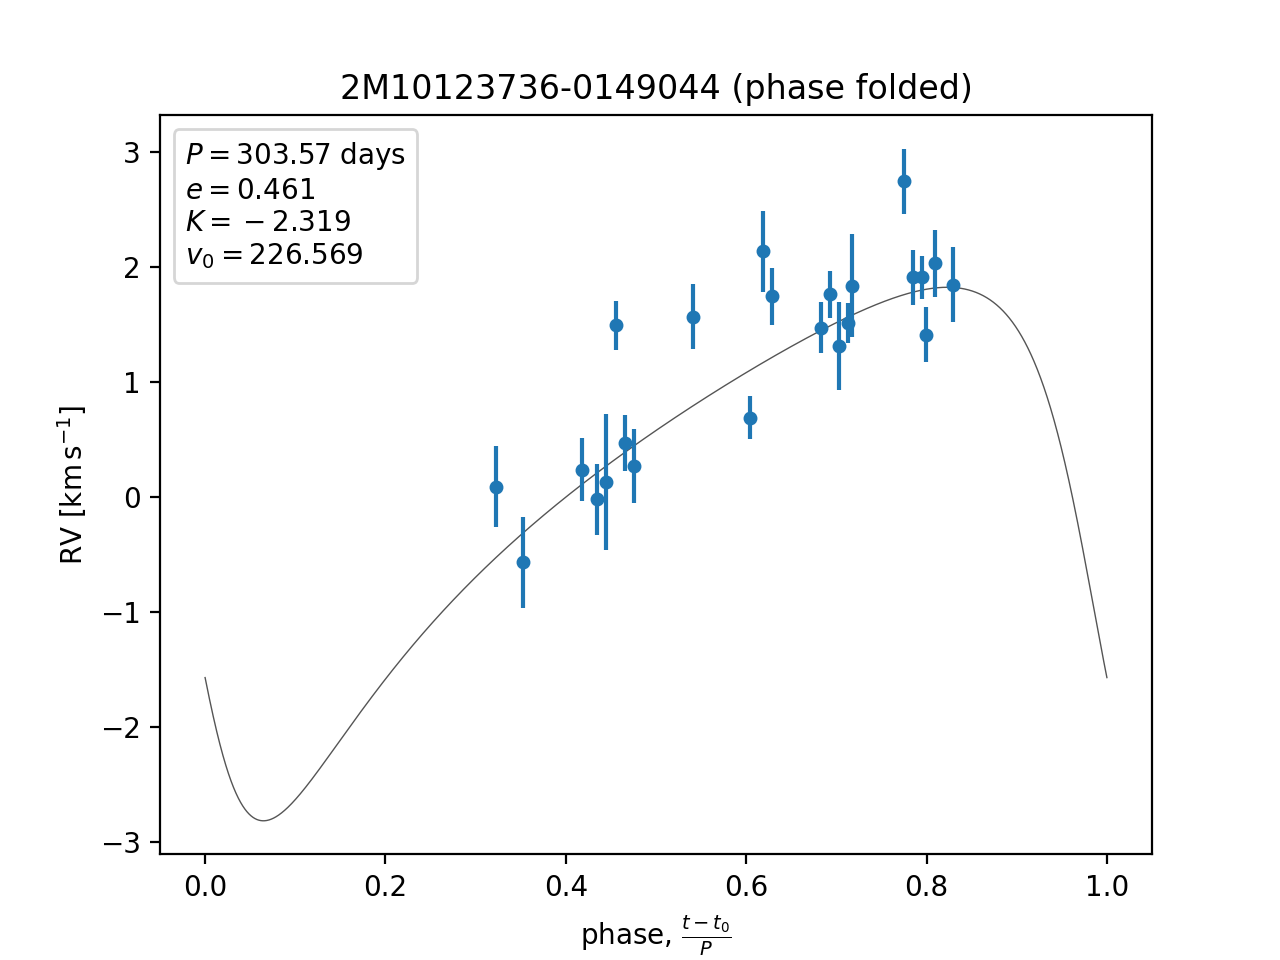 2M10123736-0149044 (phase folded)
P = 303.57 days
e = 0.461
K = −2.319
v₀ = 226.569
RV [km s⁻¹]
3
2
1
0
−1
−2
−3
0.0 0.2 0.4 0.6 0.8 1.0
phase, (t − t₀)/P